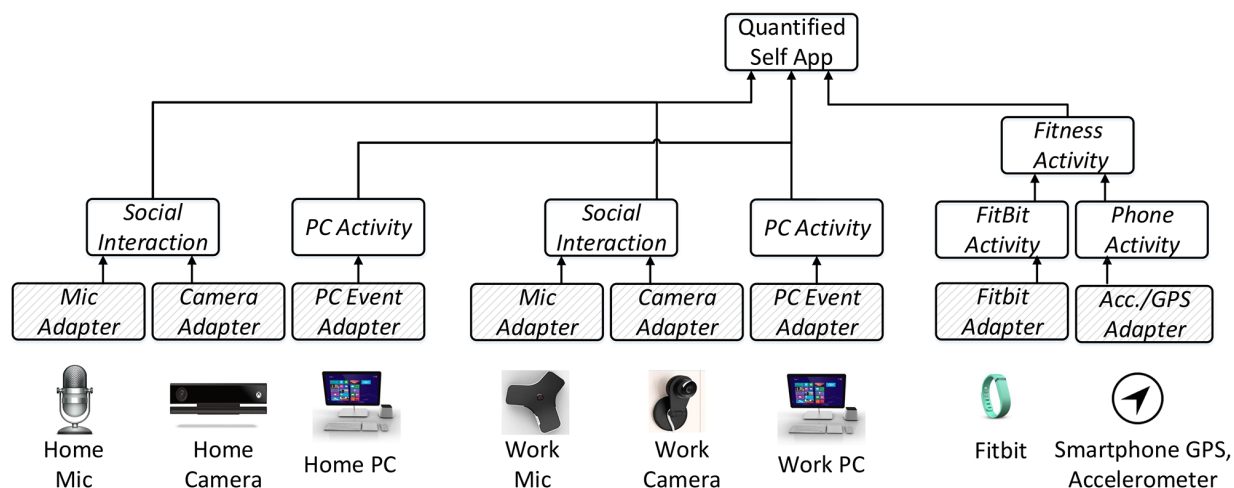 Quantified
Self App
Fitness
Activity
Social
Interaction
PC Activity
Social
Interaction
PC Activity
FitBit
Activity
Phone
Activity
Mic
Adapter
Camera
Adapter
PC Event
Adapter
Mic
Adapter
Camera
Adapter
PC Event
Adapter
Fitbit
Adapter
Acc./GPS
Adapter
Home
Mic
Home
Camera
Home PC
Work
Mic
Work
Camera
Work PC
Fitbit
Smartphone GPS,
Accelerometer